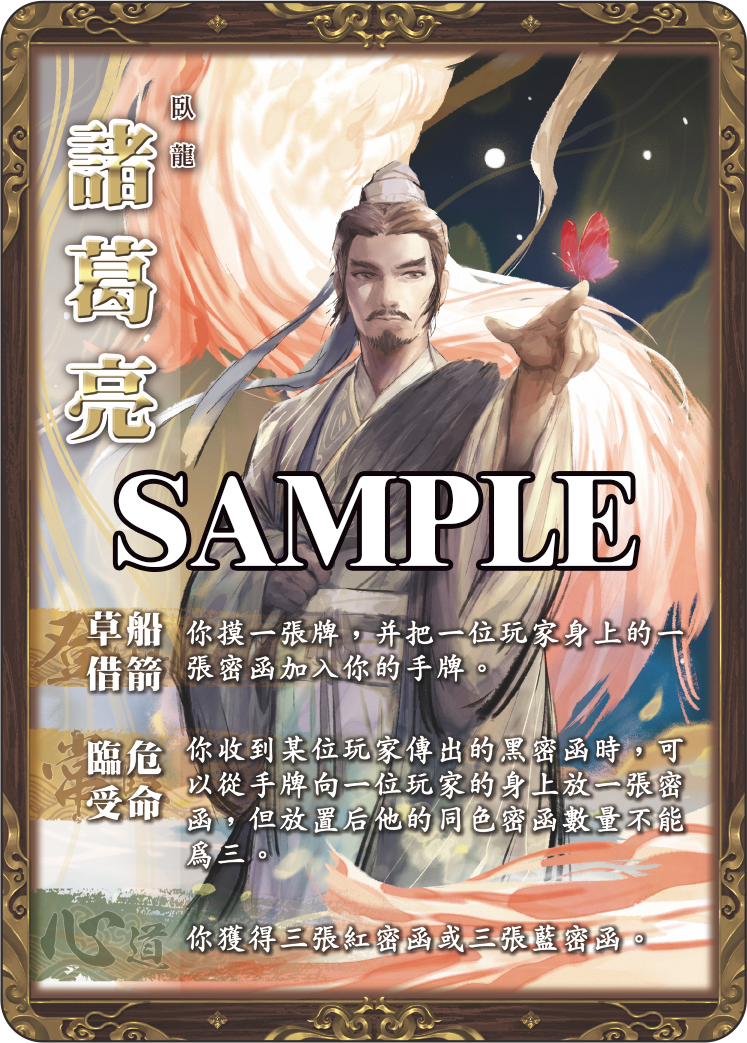 臥龍
諸葛亮
SAMPLE
登
草船
借箭
你摸一張牌，并把一位玩家身上的一
張密函加入你的手牌。
常
臨危
受命
你收到某位玩家傳出的黑密函時，可
以從手牌向一位玩家的身上放一張密
函，但放置后他的同色密函數量不能
爲三。
心道
你獲得三張紅密函或三張藍密函。